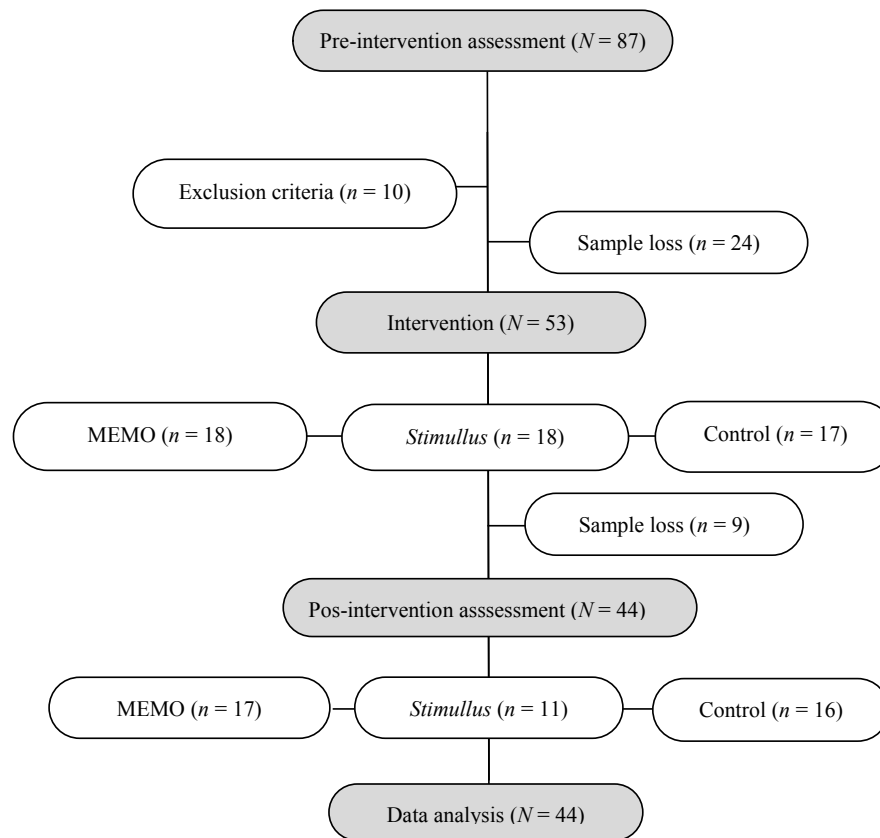 Pre-intervention assessment (N = 87)
Exclusion criteria (n = 10)
Sample loss (n = 24)
Intervention (N = 53)
MEMO (n = 18)
Stimullus (n = 18)
Control (n = 17)
Sample loss (n = 9)
Pos-intervention asssessment (N = 44)
MEMO (n = 17)
Stimullus (n = 11)
Control (n = 16)
Data analysis (N = 44)